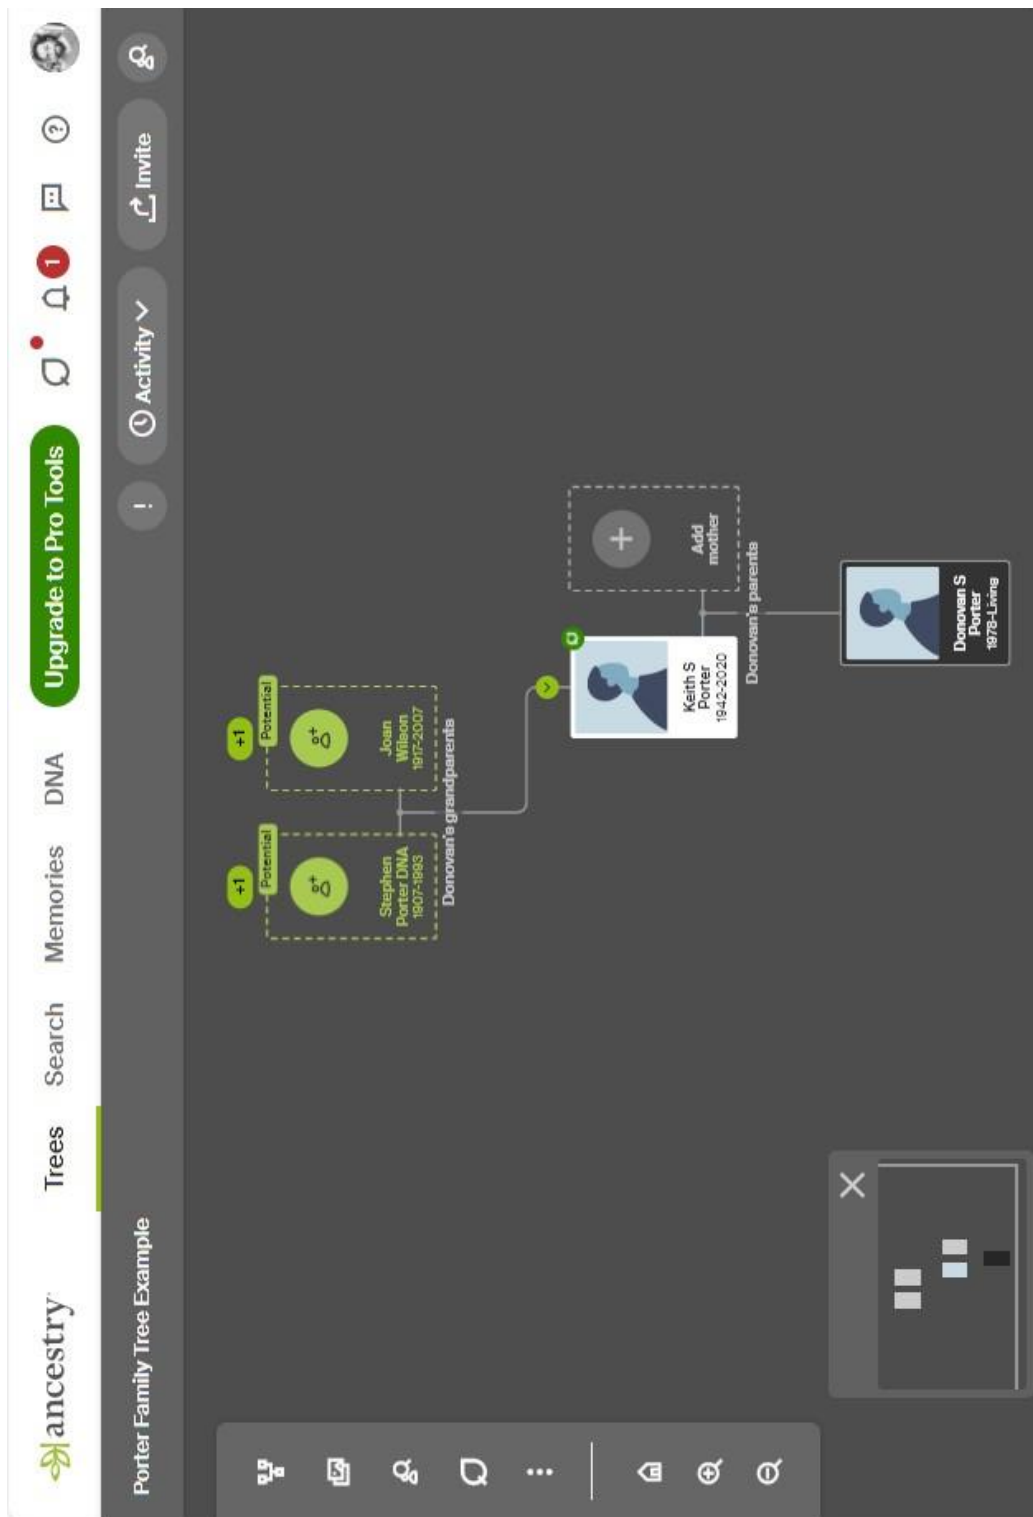 ancestry
Trees
Search
Memories
DNA
Upgrade to Pro Tools
1
?
Porter Family Tree Example
!
Activity
Invite
+1
Potential
Stephen
Porter DNA
1907-1993
+1
Potential
Joan
Wilson
1917-2007
Donovan's grandparents
Keith S
Porter
1942-2020
+
Add
mother
Donovan's parents
Donovan S
Porter
1978-Living